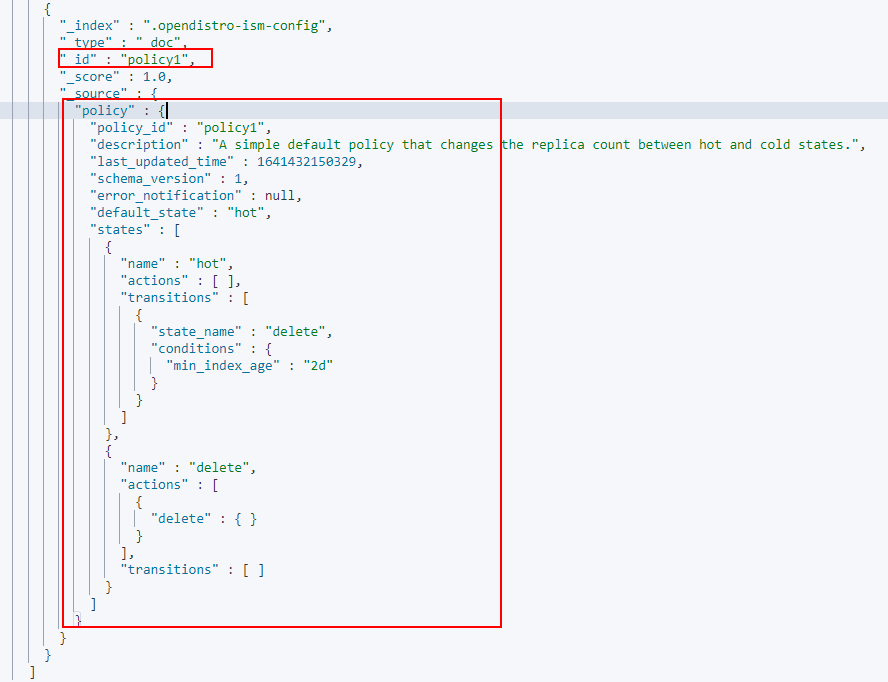 {
"_index" : ".opendistro-ism-config",
"_type" : "_doc",
"_id" : "policy1",
"_score" : 1.0,
"_source" : {
"policy" : {
"policy_id" : "policy1",
"description" : "A simple default policy that changes the replica count between hot and cold states.",
"last_updated_time" : 1641432150329,
"schema_version" : 1,
"error_notification" : null,
"default_state" : "hot",
"states" : [
{
"name" : "hot",
"actions" : [ ],
"transitions" : [
{
"state_name" : "delete",
"conditions" : {
"min_index_age" : "2d"
}
}
]
},
{
"name" : "delete",
"actions" : [
{
"delete" : { }
}
],
"transitions" : [ ]
}
]
}
}
}
]